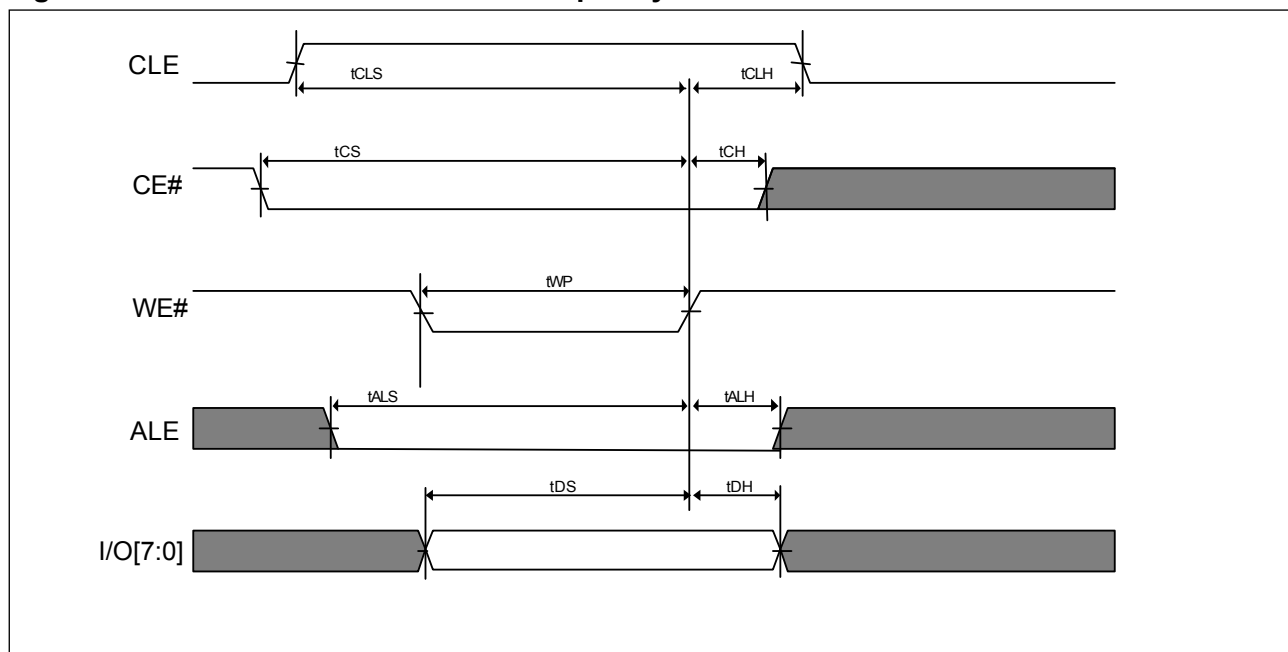 CLE
tCLS
tCLH
tCS
tCH
CE#
tWP
WE#
tALS
tALH
ALE
tDS
tDH
I/O[7:0]